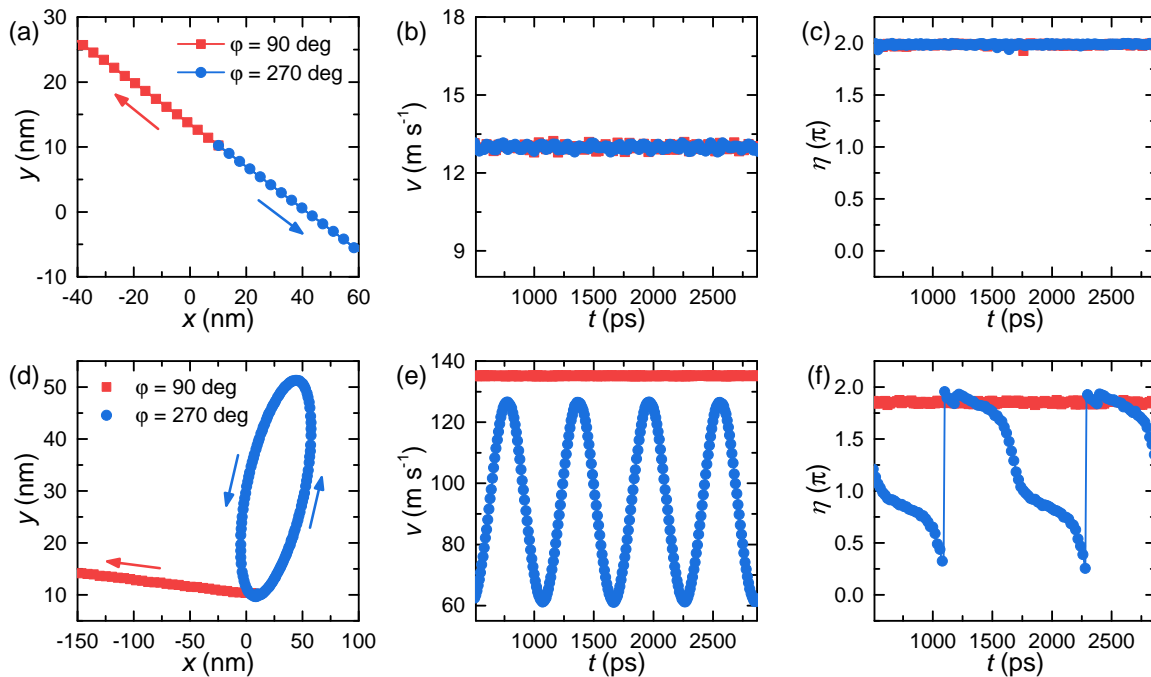 (a)
30
20
10
0
-10
y (nm)
-40
-20
0
20
40
60
x (nm)
φ = 90 deg
φ = 270 deg
(b)
18
15
12
9
v (m s⁻¹)
1000
1500
2000
2500
t (ps)
(c)
2.0
1.5
1.0
0.5
0.0
η (π)
1000
1500
2000
2500
t (ps)
(d)
50
40
30
20
10
y (nm)
-150
-100
-50
0
50
100
x (nm)
φ = 90 deg
φ = 270 deg
(e)
140
120
100
80
60
v (m s⁻¹)
1000
1500
2000
2500
t (ps)
(f)
2.0
1.5
1.0
0.5
0.0
η (π)
1000
1500
2000
2500
t (ps)